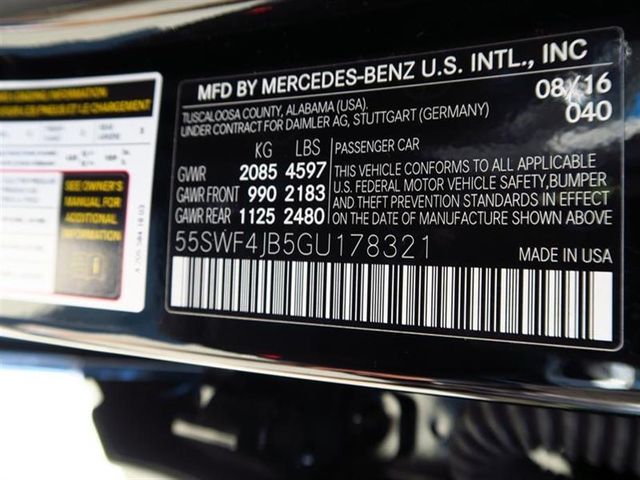 MFD BY MERCEDES-BENZ U.S. INTL., INC
TUSCALOOSA COUNTY, ALABAMA (USA). 08/16
UNDER CONTRACT FOR DAIMLER AG, STUTTGART (GERMANY) 040
KG LBS PASSENGER CAR
GVWR 2085 4597 THIS VEHICLE CONFORMS TO ALL APPLICABLE
GAWR FRONT 990 2183 U.S. FEDERAL MOTOR VEHICLE SAFETY, BUMPER
GAWR REAR 1125 2480 AND THEFT PREVENTION STANDARDS IN EFFECT
ON THE DATE OF MANUFACTURE SHOWN ABOVE
55SWF4JB5GU178321 MADE IN USA
SEE OWNER'S
MANUAL FOR
ADDITIONAL
INFORMATION